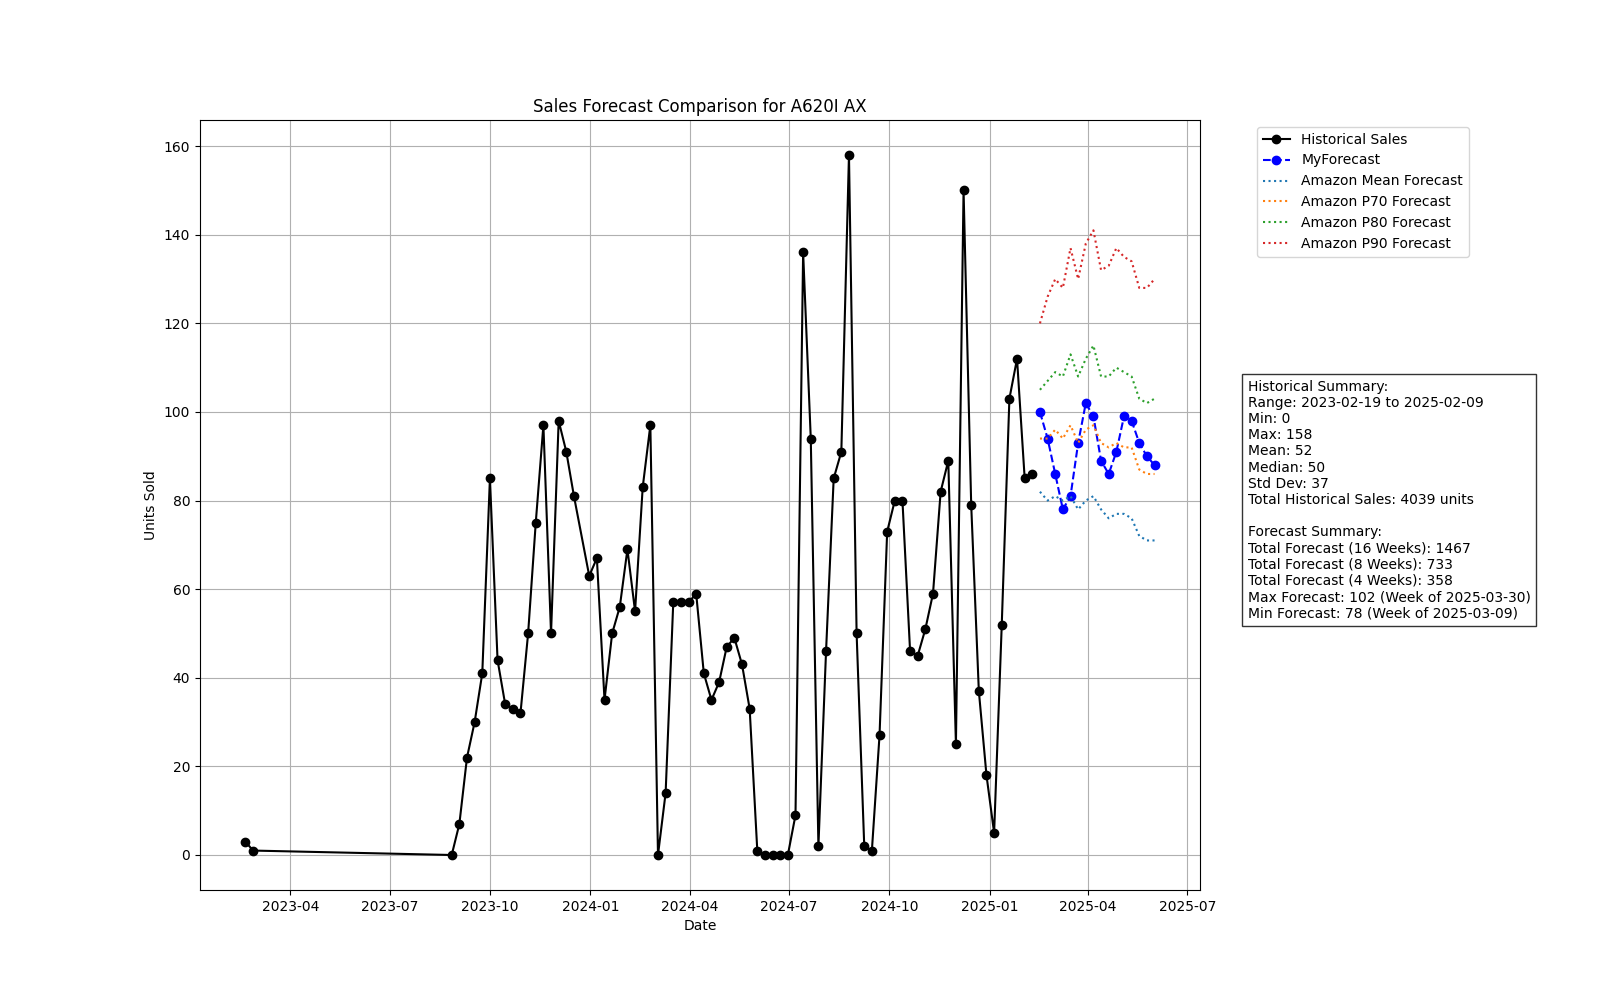 Sales Forecast Comparison for A620I AX
Historical Sales
MyForecast
Amazon Mean Forecast
Amazon P70 Forecast
Amazon P80 Forecast
Amazon P90 Forecast
160
140
120
100
80
60
40
20
0
Units Sold
2023-04
2023-07
2023-10
2024-01
2024-04
2024-07
2024-10
2025-01
2025-04
2025-07
Date
Historical Summary:
Range: 2023-02-19 to 2025-02-09
Min: 0
Max: 158
Mean: 52
Median: 50
Std Dev: 37
Total Historical Sales: 4039 units
Forecast Summary:
Total Forecast (16 Weeks): 1467
Total Forecast (8 Weeks): 733
Total Forecast (4 Weeks): 358
Max Forecast: 102 (Week of 2025-03-30)
Min Forecast: 78 (Week of 2025-03-09)